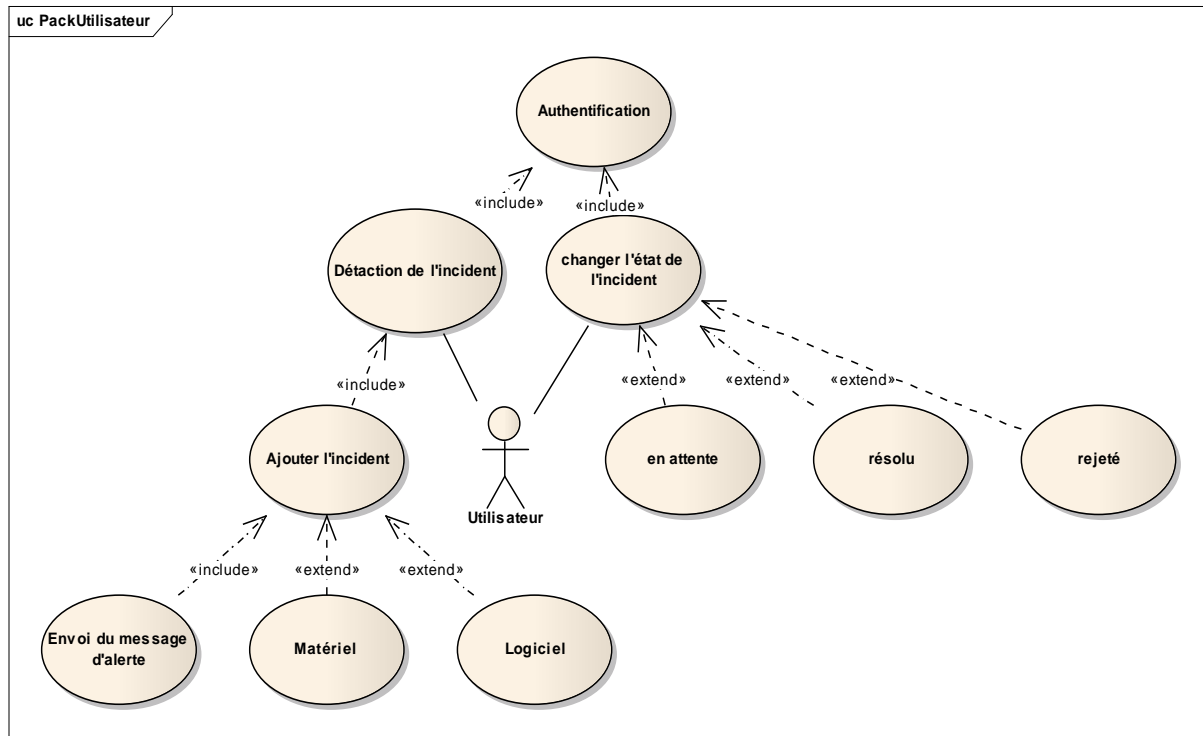 uc PackUtilisateur
Authentification
«include»
«include»
Détaction de l'incident
changer l'état de
l'incident
«include»
«extend»
«extend»
«extend»
Ajouter l'incident
en attente
résolu
rejeté
Utilisateur
«include»
«extend»
«extend»
Envoi du message
d'alerte
Matériel
Logiciel